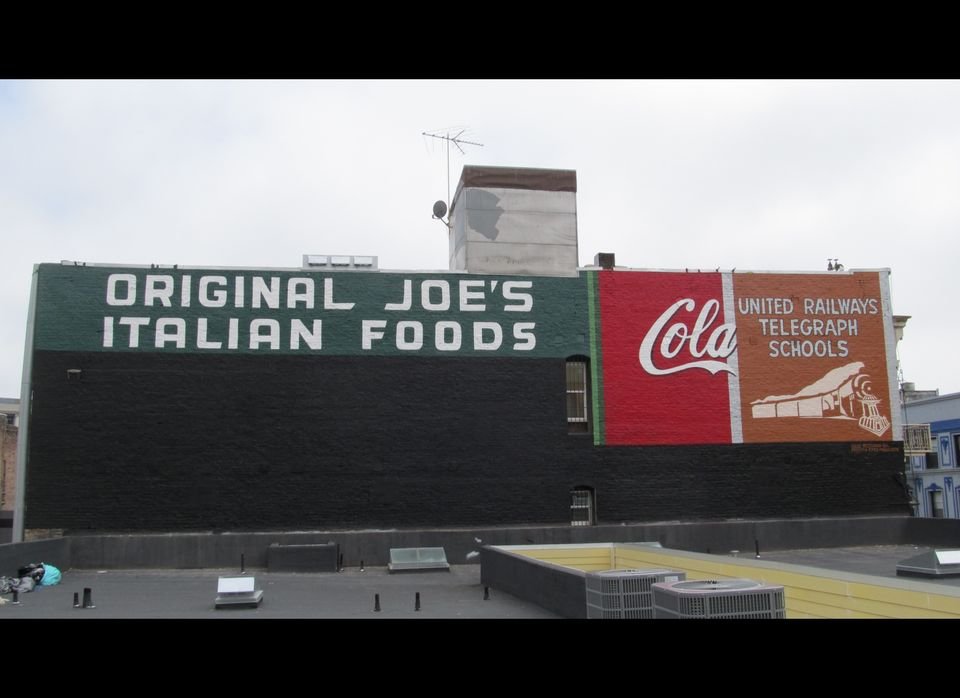 ORIGINAL JOE'S
ITALIAN FOODS
Cola
UNITED RAILWAYS
TELEGRAPH
SCHOOLS